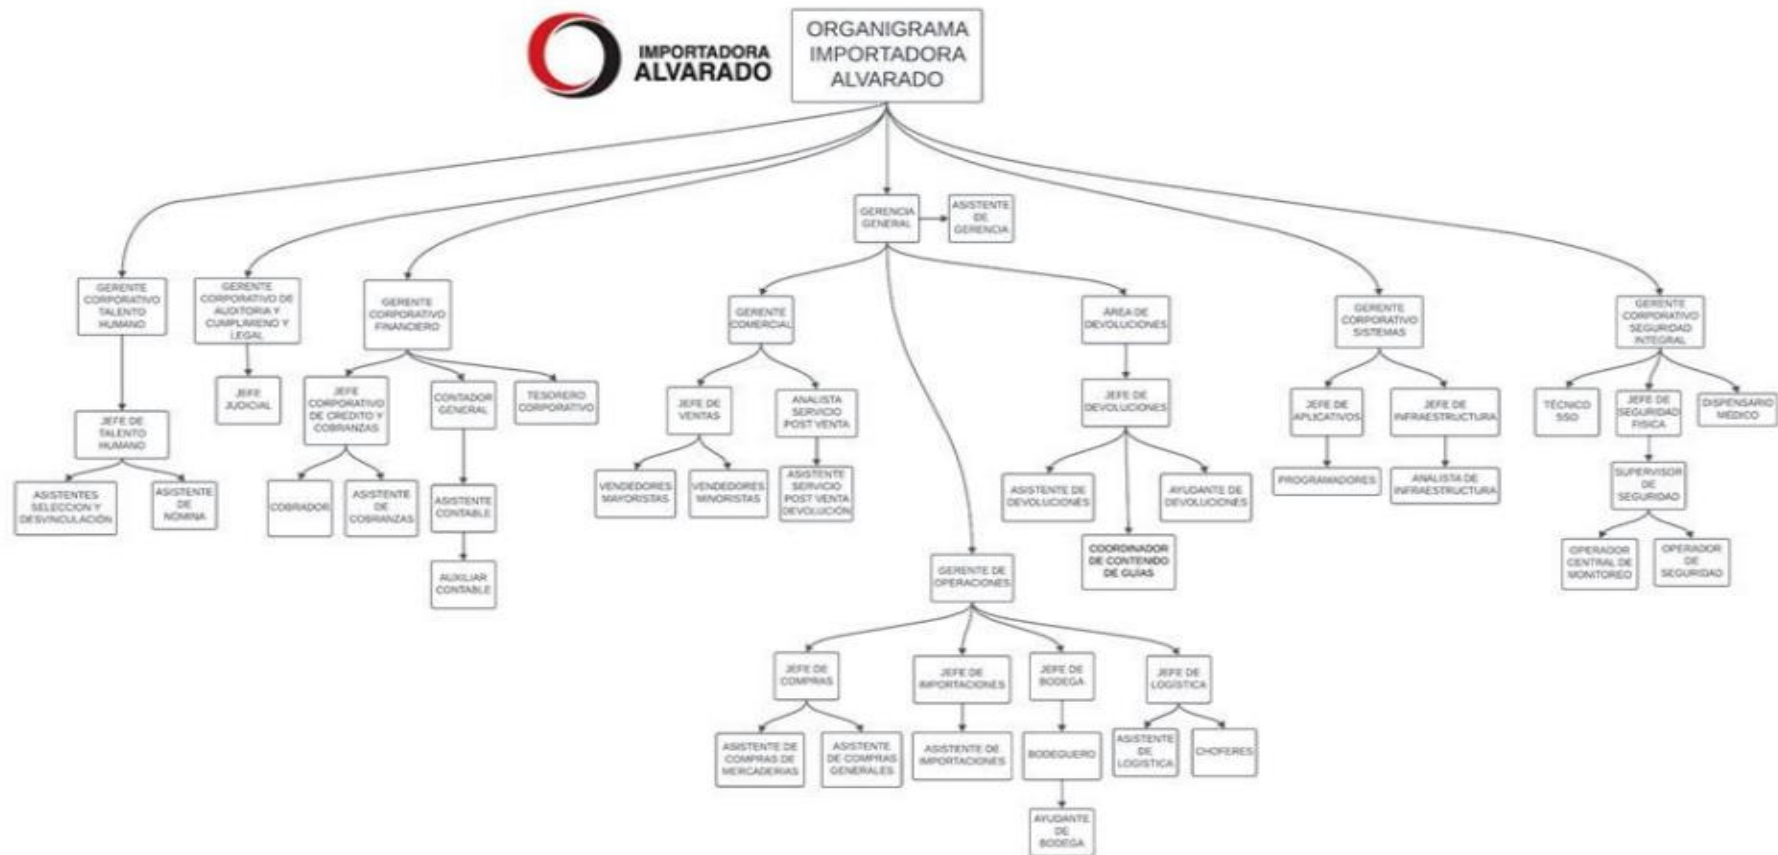 IMPORTADORA
ALVARADO
ORGANIGRAMA
IMPORTADORA
ALVARADO
GERENCIA
GENERAL
ASISTENTE
DE
GERENCIA
GERENTE
CORPORATIVO
TALENTO
HUMANO
GERENTE
CORPORATIVO DE
AUDITORIA Y
CUMPLIMIENO Y
LEGAL
GERENTE
CORPORATIVO
FINANCIERO
GERENTE
COMERCIAL
ÁREA DE
DEVOLUCIONES
GERENTE
CORPORATIVO
SISTEMAS
GERENTE
CORPORATIVO
SEGURIDAD
INTEGRAL
JEFE DE
TALENTO
HUMANO
JEFE
JUDICIAL
JEFE
CORPORATIVO
DE CREDITO Y
COBRANZAS
CONTADOR
GENERAL
TESORERO
CORPORATIVO
JEFE DE
VENTAS
ANALISTA
SERVICIO
POST VENTA
JEFE DE
DEVOLUCIONES
JEFE DE
APLICATIVOS
JEFE DE
INFRAESTRUCTURA
TÉCNICO
SSO
JEFE DE
SEGURIDAD
FISICA
DISPENSARIO
MÉDICO
ASISTENTES
SELECCION Y
DESVINCULACIÓN
ASISTENTE
DE
NOMINA
COBRADOR
ASISTENTE
DE
COBRANZAS
ASISTENTE
CONTABLE
VENDEDORES
MAYORISTAS
VENDEDORES
MINORISTAS
ASISTENTE
SERVICIO
POST VENTA
DEVOLUCIÓN
ASISTENTE DE
DEVOLUCIONES
AYUDANTE DE
DEVOLUCIONES
PROGRAMADORES
ANALISTA DE
INFRAESTRUCTURA
SUPERVISOR
DE
SEGURIDAD
AUXILIAR
CONTABLE
COORDINADOR
DE CONTENIDO
DE GUÍAS
OPERADOR
CENTRAL DE
MONITOREO
OPERADOR
DE
SEGURIDAD
GERENTE DE
OPERACIONES
JEFE DE
COMPRAS
JEFE DE
IMPORTACIONES
JEFE DE
BODEGA
JEFE DE
LOGÍSTICA
ASISTENTE DE
COMPRAS DE
MERCADERIAS
ASISTENTE
DE COMPRAS
GENERALES
ASISTENTE DE
IMPORTACIONES
BODEGUERO
ASISTENTE
DE
LOGISTICA
CHOFERES
AYUDANTE
DE
BODEGA